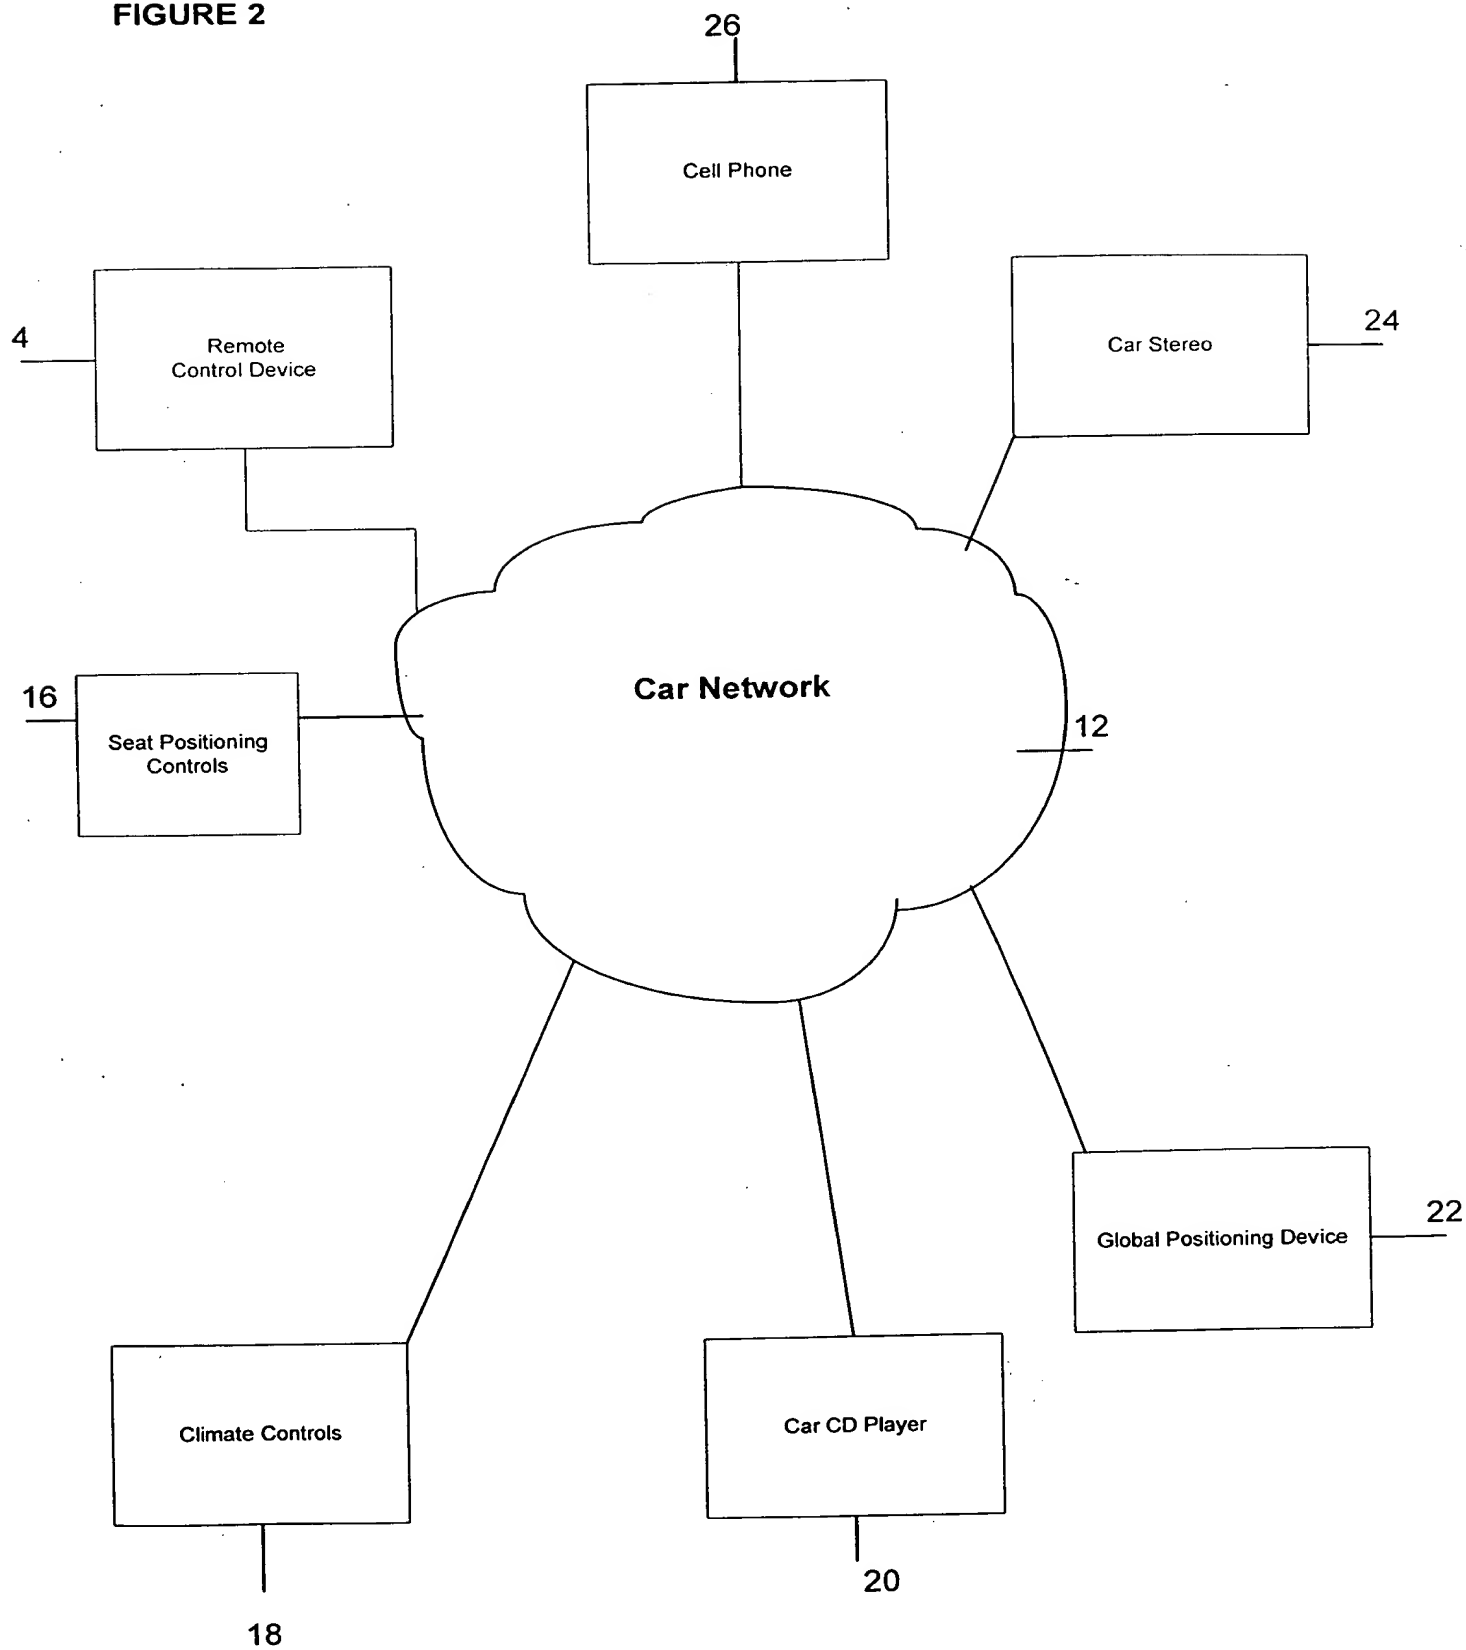 FIGURE 2
26
Cell Phone
4
Remote
Control Device
Car Stereo
24
16
Seat Positioning
Controls
Car Network
12
Global Positioning Device
22
Climate Controls
18
Car CD Player
20